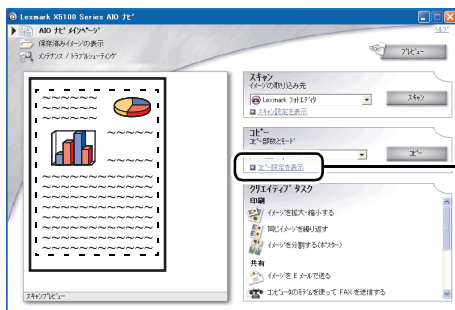 Lexmark X5100 Series AIO ﾅﾋﾞ
AIO ﾅﾋﾞ ﾒｲﾝﾍﾟｰｼﾞ
ﾍﾙﾌﾟ
保存済みｲﾒｰｼﾞの表示
ﾒﾝﾃﾅﾝｽ / ﾄﾗﾌﾞﾙｼｭｰﾃｨﾝｸﾞ
ﾌﾟﾚﾋﾞｭｰ
スキャン
ｲﾒｰｼﾞの取り込み先
Lexmark ﾌｫﾄｴﾃﾞｨﾀ
ｽｷｬﾝ
ｽｷｬﾝ設定を表示
コピー
ｺﾋﾟｰ部数とﾓｰﾄﾞ
ｺﾋﾟｰ
ｺﾋﾟｰ設定を表示
クリエイティブ タスク
印刷
ｲﾒｰｼﾞを拡大・縮小する
同じｲﾒｰｼﾞを繰り返す
ｲﾒｰｼﾞを分割する(ﾎﾟｽﾀｰ)
共有
ｲﾒｰｼﾞを E ﾒｰﾙで送る
ｺﾝﾋﾟｭｰﾀのﾓﾃﾞﾑを使って FAX を送信する
ｽｷｬﾝﾌﾟﾚﾋﾞｭｰ